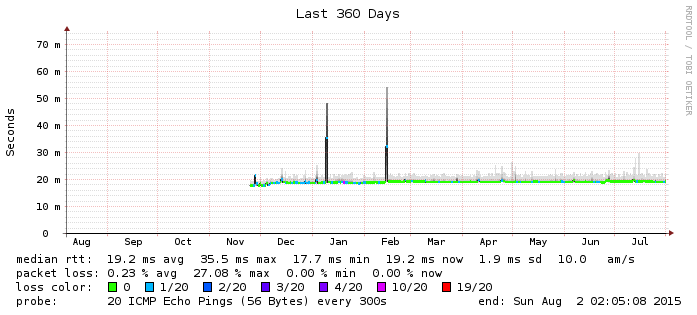 Last 360 Days
RRDTOOL / TOBI OETIKER
Seconds
70 m
60 m
50 m
40 m
30 m
20 m
10 m
0
Aug Sep Oct Nov Dec Jan Feb Mar Apr May Jun Jul
median rtt: 19.2 ms avg 35.5 ms max 17.7 ms min 19.2 ms now 1.9 ms sd 10.0 am/s
packet loss: 0.23 % avg 27.08 % max 0.00 % min 0.00 % now
loss color: 0 1/20 2/20 3/20 4/20 10/20 19/20
probe: 20 ICMP Echo Pings (56 Bytes) every 300s end: Sun Aug 2 02:05:08 2015